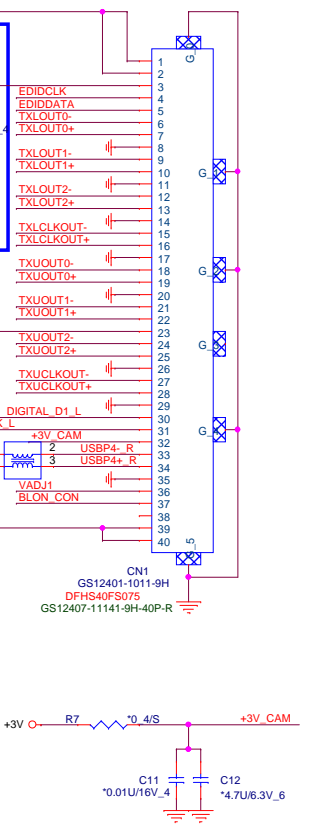 G_0
1
2
3
EDIDCLK 4
EDIDDATA 5
TXLOUT0- 6
TXLOUT0+ 7
8
TXLOUT1- 9
TXLOUT1+ 10
11
TXLOUT2- 12
TXLOUT2+ 13
14
TXLCLKOUT- 15
TXLCLKOUT+ 16
17
TXUOUT0- 18
TXUOUT0+ 19
20
TXUOUT1- 21
TXUOUT1+ 22
23
TXUOUT2- 24
TXUOUT2+ 25
26
TXUCLKOUT- 27
TXUCLKOUT+ 28
29
DIGITAL_D1_L 30
K_L 31
+3V_CAM 32
2 USBP4-_R 33
3 USBP4+_R 34
35
VADJ1 36
BLON_CON 37
38
39
40
G_5
CN1
GS12401-1011-9H
DFHS40FS075
GS12407-11141-9H-40P-R
+3V R7 *0_4/S +3V_CAM
C11 C12
*0.01U/16V_4 *4.7U/6.3V_6